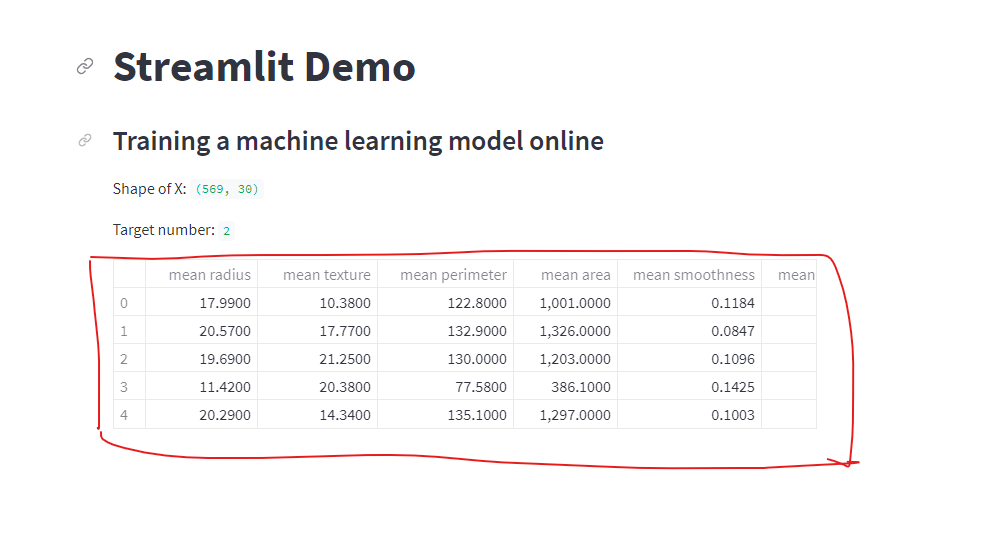 Streamlit Demo
Training a machine learning model online
Shape of X: (569, 30)
Target number: 2
mean radius mean texture mean perimeter mean area mean smoothness mean
0 17.9900 10.3800 122.8000 1,001.0000 0.1184
1 20.5700 17.7700 132.9000 1,326.0000 0.0847
2 19.6900 21.2500 130.0000 1,203.0000 0.1096
3 11.4200 20.3800 77.5800 386.1000 0.1425
4 20.2900 14.3400 135.1000 1,297.0000 0.1003